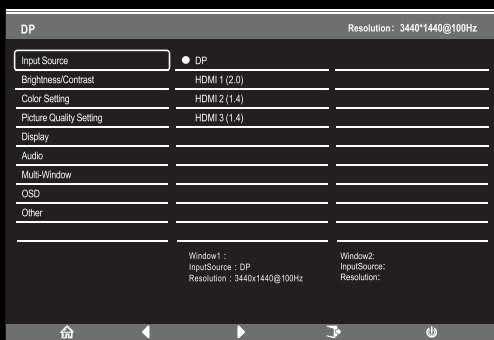 DP Resolution: 3440*1440@100Hz
Input Source DP
Brightness/Contrast HDMI 1 (2.0)
Color Setting HDMI 2 (1.4)
Picture Quality Setting HDMI 3 (1.4)
Display
Audio
Multi-Window
OSD
Other
Window1 : Window2:
InputSource : DP InputSource:
Resolution : 3440x1440@100Hz Resolution: